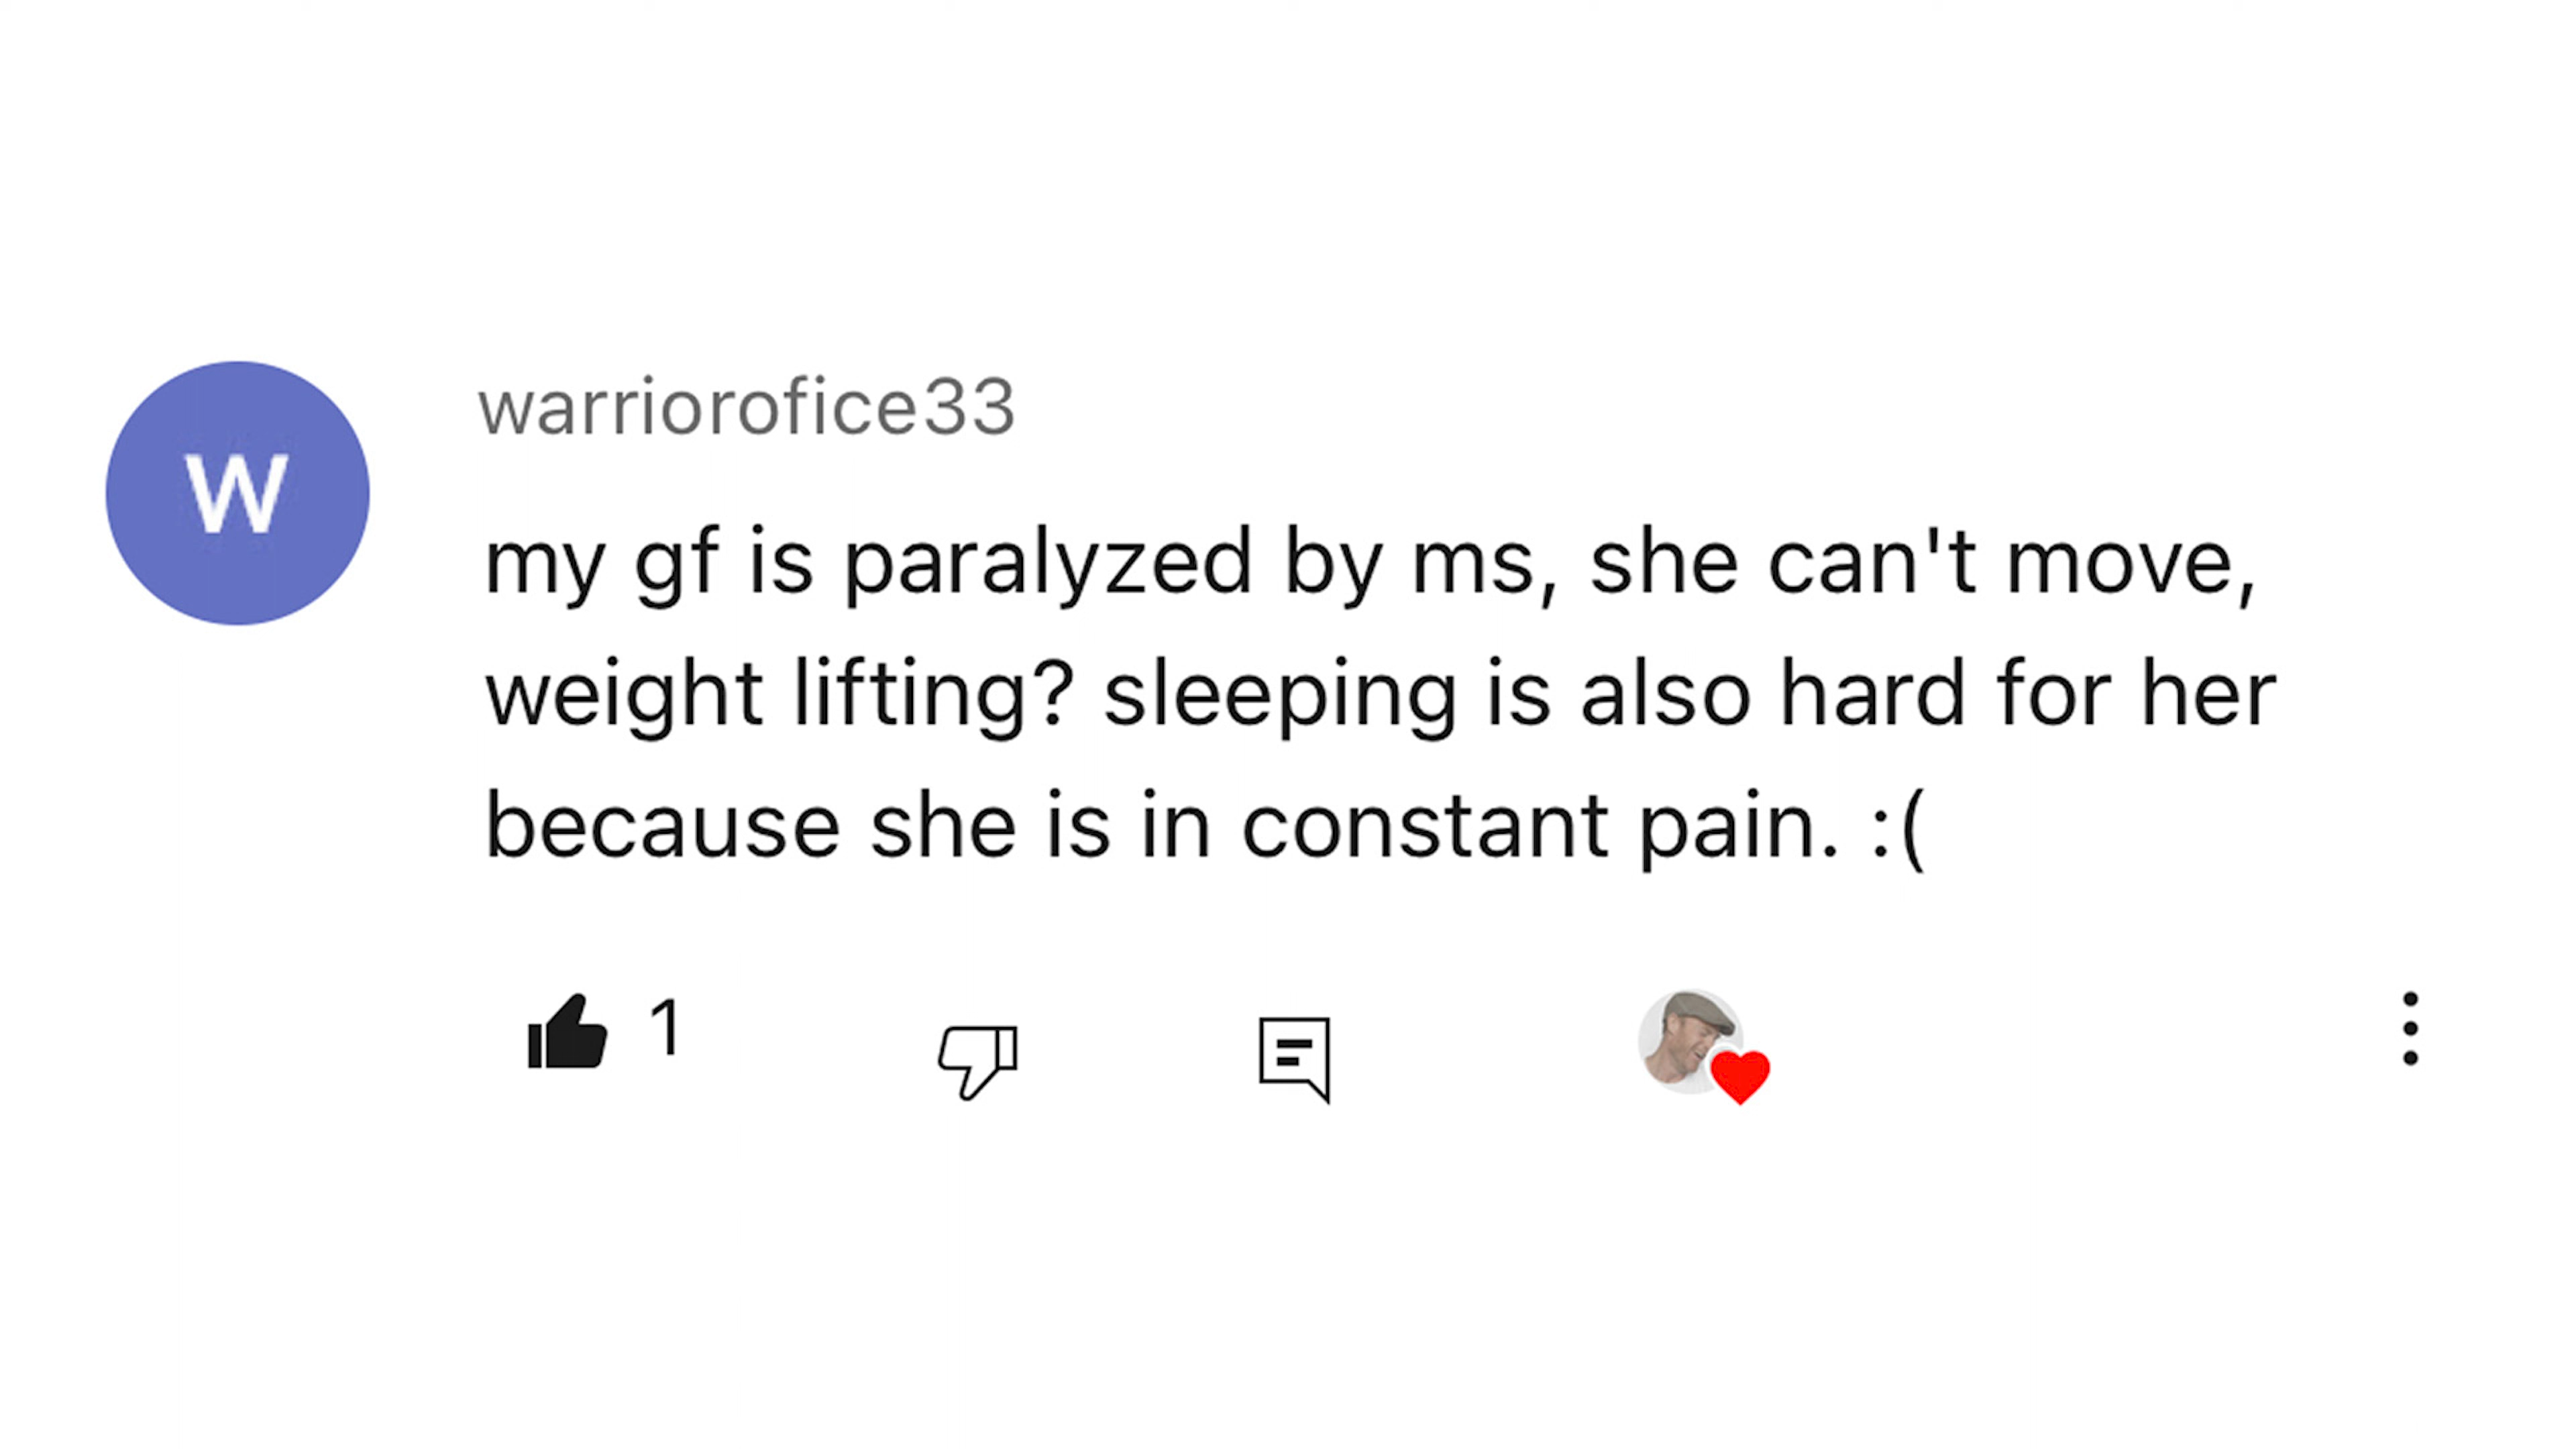 W
warriorofice33
my gf is paralyzed by ms, she can't move,
weight lifting? sleeping is also hard for her
because she is in constant pain. :(
1